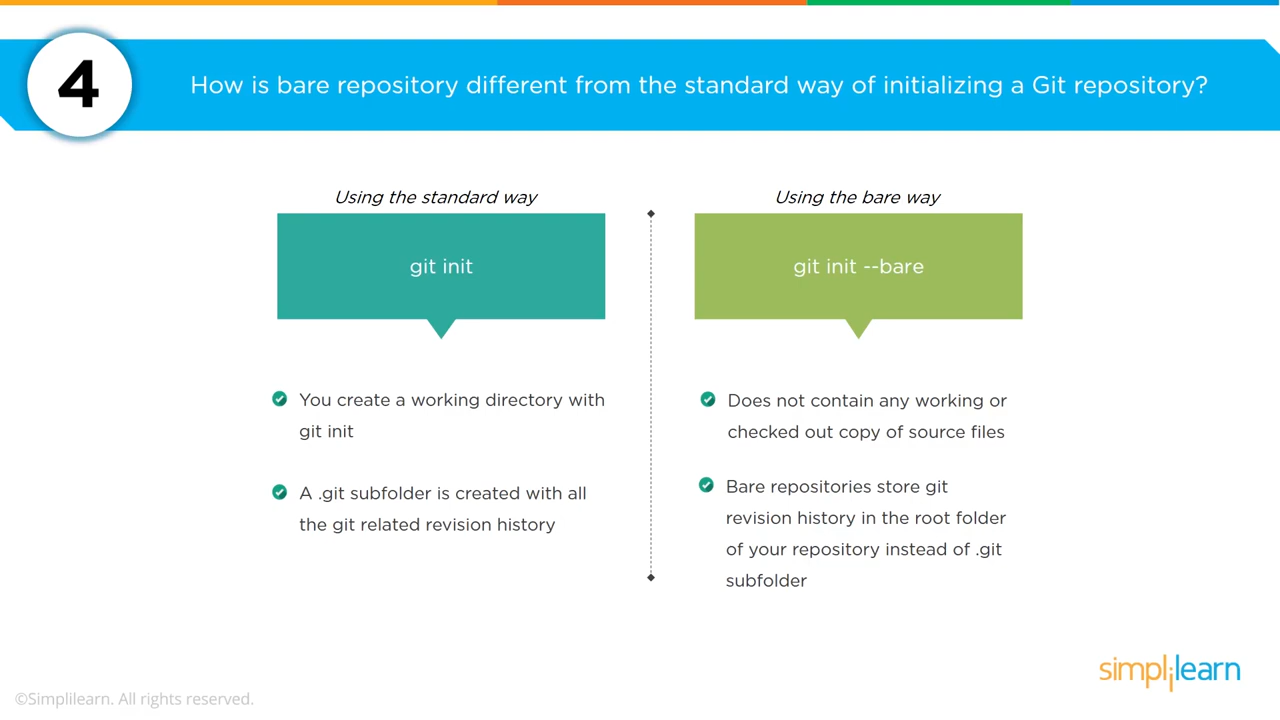 4
How is bare repository different from the standard way of initializing a Git repository?
Using the standard way
git init
You create a working directory with
git init
A .git subfolder is created with all
the git related revision history
Using the bare way
git init --bare
Does not contain any working or
checked out copy of source files
Bare repositories store git
revision history in the root folder
of your repository instead of .git
subfolder
simplilearn
©Simplilearn. All rights reserved.